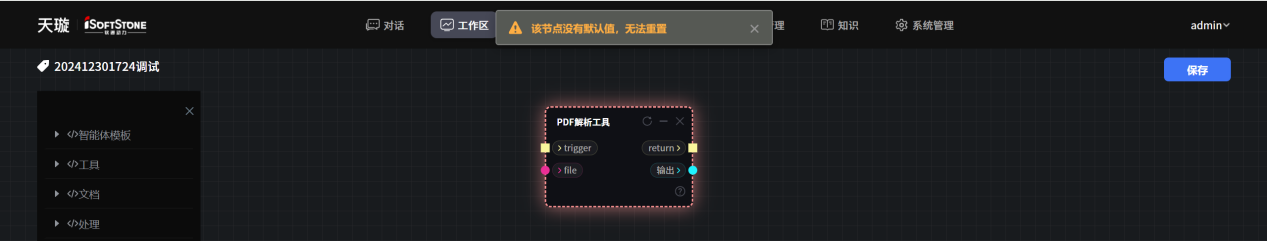 天璇 iSOFTSTONE
软通动力
对话
工作区
该节点没有默认值，无法重置
理
知识
系统管理
admin
202412301724调试
保存
</>智能体模板
</>工具
</>文档
</>处理
PDF解析工具
trigger
return
file
输出